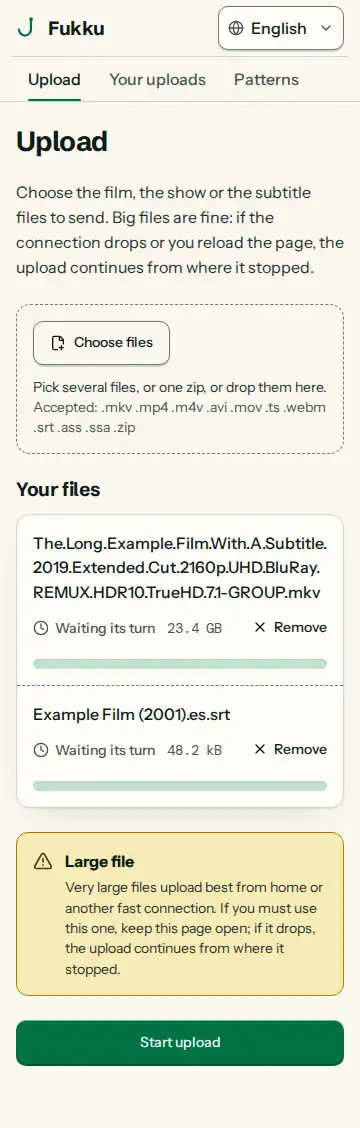 Fukku
English
Upload
Your uploads
Patterns
Upload
Choose the film, the show or the subtitle
files to send. Big files are fine: if the
connection drops or you reload the page, the
upload continues from where it stopped.
Choose files
Pick several files, or one zip, or drop them here.
Accepted: .mkv .mp4 .m4v .avi .mov .ts .webm
.srt .ass .ssa .zip
Your files
The.Long.Example.Film.With.A.Subtitle.
2019.Extended.Cut.2160p.UHD.BluRay.
REMUX.HDR10.TrueHD.7.1-GROUP.mkv
Waiting its turn 23.4 GB Remove
Example Film (2001).es.srt
Waiting its turn 48.2 kB Remove
Large file
Very large files upload best from home or
another fast connection. If you must use
this one, keep this page open; if it drops,
the upload continues from where it
stopped.
Start upload